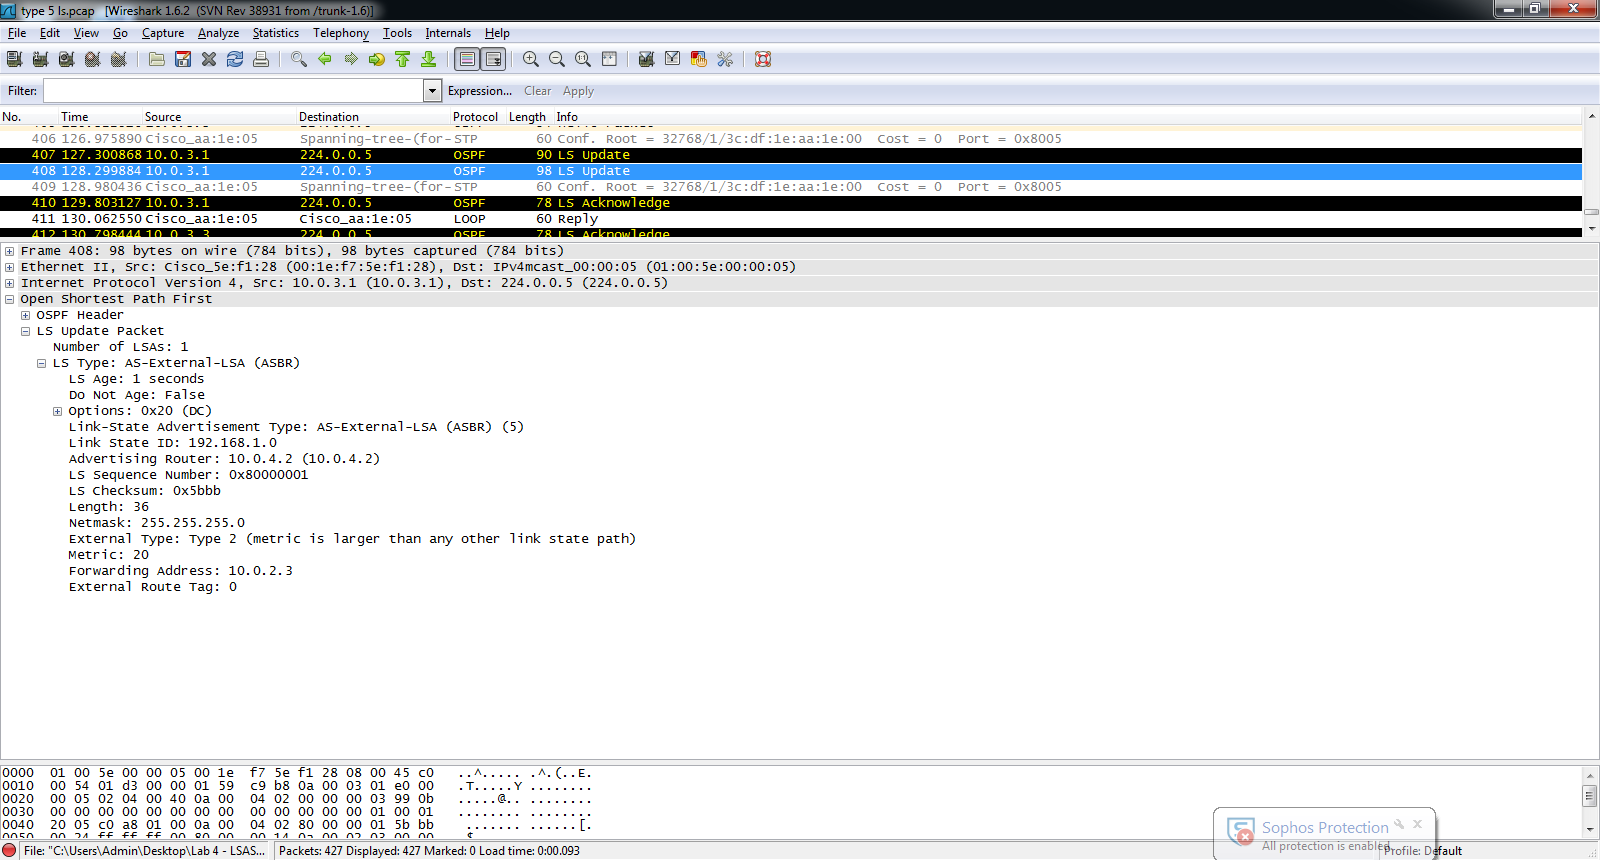 type 5 ls.pcap [Wireshark 1.6.2 (SVN Rev 38931 from /trunk-1.6)]
File Edit View Go Capture Analyze Statistics Telephony Tools Internals Help
Filter: Expression... Clear Apply
No. Time Source Destination Protocol Length Info
406 126.975890 Cisco_aa:1e:05 Spanning-tree-(for- STP 60 Conf. Root = 32768/1/3c:df:1e:aa:1e:00 Cost = 0 Port = 0x8005
407 127.300868 10.0.3.1 224.0.0.5 OSPF 90 LS Update
408 128.299884 10.0.3.1 224.0.0.5 OSPF 98 LS Update
409 128.980436 Cisco_aa:1e:05 Spanning-tree-(for- STP 60 Conf. Root = 32768/1/3c:df:1e:aa:1e:00 Cost = 0 Port = 0x8005
410 129.803127 10.0.3.1 224.0.0.5 OSPF 78 LS Acknowledge
411 130.062550 Cisco_aa:1e:05 Cisco_aa:1e:05 LOOP 60 Reply
412 130.798444 10.0.3.3 224.0.0.5 OSPF 78 LS Acknowledge
Frame 408: 98 bytes on wire (784 bits), 98 bytes captured (784 bits)
Ethernet II, Src: Cisco_5e:f1:28 (00:1e:f7:5e:f1:28), Dst: IPv4mcast_00:00:05 (01:00:5e:00:00:05)
Internet Protocol Version 4, Src: 10.0.3.1 (10.0.3.1), Dst: 224.0.0.5 (224.0.0.5)
Open Shortest Path First
OSPF Header
LS Update Packet
Number of LSAs: 1
LS Type: AS-External-LSA (ASBR)
LS Age: 1 seconds
Do Not Age: False
Options: 0x20 (DC)
Link-State Advertisement Type: AS-External-LSA (ASBR) (5)
Link State ID: 192.168.1.0
Advertising Router: 10.0.4.2 (10.0.4.2)
LS Sequence Number: 0x80000001
LS Checksum: 0x5bbb
Length: 36
Netmask: 255.255.255.0
External Type: Type 2 (metric is larger than any other link state path)
Metric: 20
Forwarding Address: 10.0.2.3
External Route Tag: 0
0000 01 00 5e 00 00 05 00 1e f7 5e f1 28 08 00 45 c0 ..^..... .^.(..E.
0010 00 54 01 d3 00 00 01 59 c9 b8 0a 00 03 01 e0 00 .T.....Y ........
0020 00 05 02 04 00 40 0a 00 04 02 00 00 00 03 99 0b .....@.. ........
0030 00 00 00 00 00 00 00 00 00 00 00 00 00 01 00 01 ........ ........
0040 20 05 c0 a8 01 00 0a 00 04 02 80 00 00 01 5b bb ....... ......[.
0050 00 24 ff ff ff 00 80 00 00 14 0a 00 02 03 00 00 .$
Sophos Protection
All protection is enabled.
File: "C:\Users\Admin\Desktop\Lab 4 - LSAS... Packets: 427 Displayed: 427 Marked: 0 Load time: 0:00.093 Profile: Default